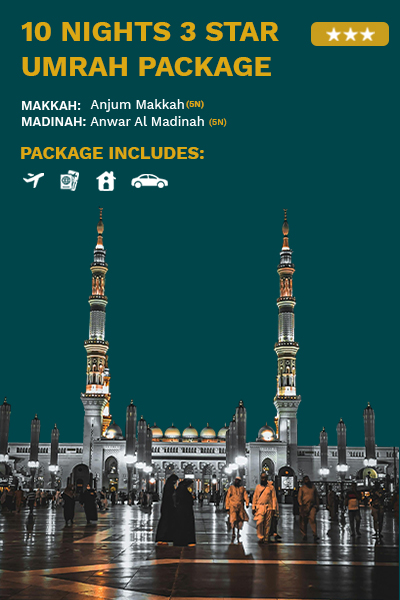 10 NIGHTS 3 STAR
UMRAH PACKAGE
MAKKAH: Anjum Makkah (5N)
MADINAH: Anwar Al Madinah (5N)
PACKAGE INCLUDES: